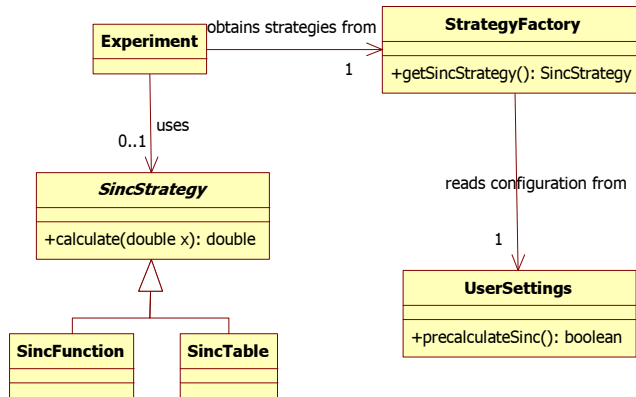 Experiment
obtains strategies from
1
StrategyFactory
+getSincStrategy(): SincStrategy
uses
0..1
SincStrategy
+calculate(double x): double
reads configuration from
1
UserSettings
+precalculateSinc(): boolean
SincFunction
SincTable